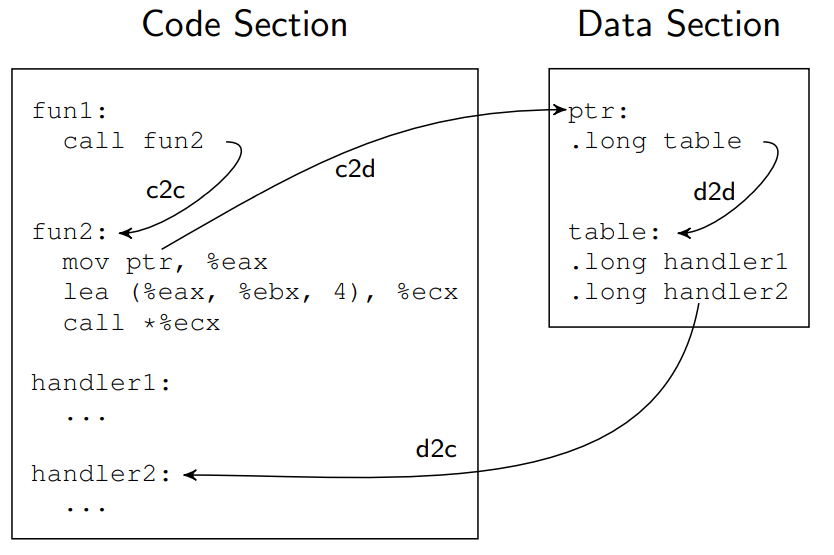 Code Section
fun1:
call fun2
c2c
fun2:
mov ptr, %eax
lea (%eax, %ebx, 4), %ecx
call *%ecx
handler1:
...
handler2:
...
c2d
d2c
Data Section
ptr:
.long table
d2d
table:
.long handler1
.long handler2